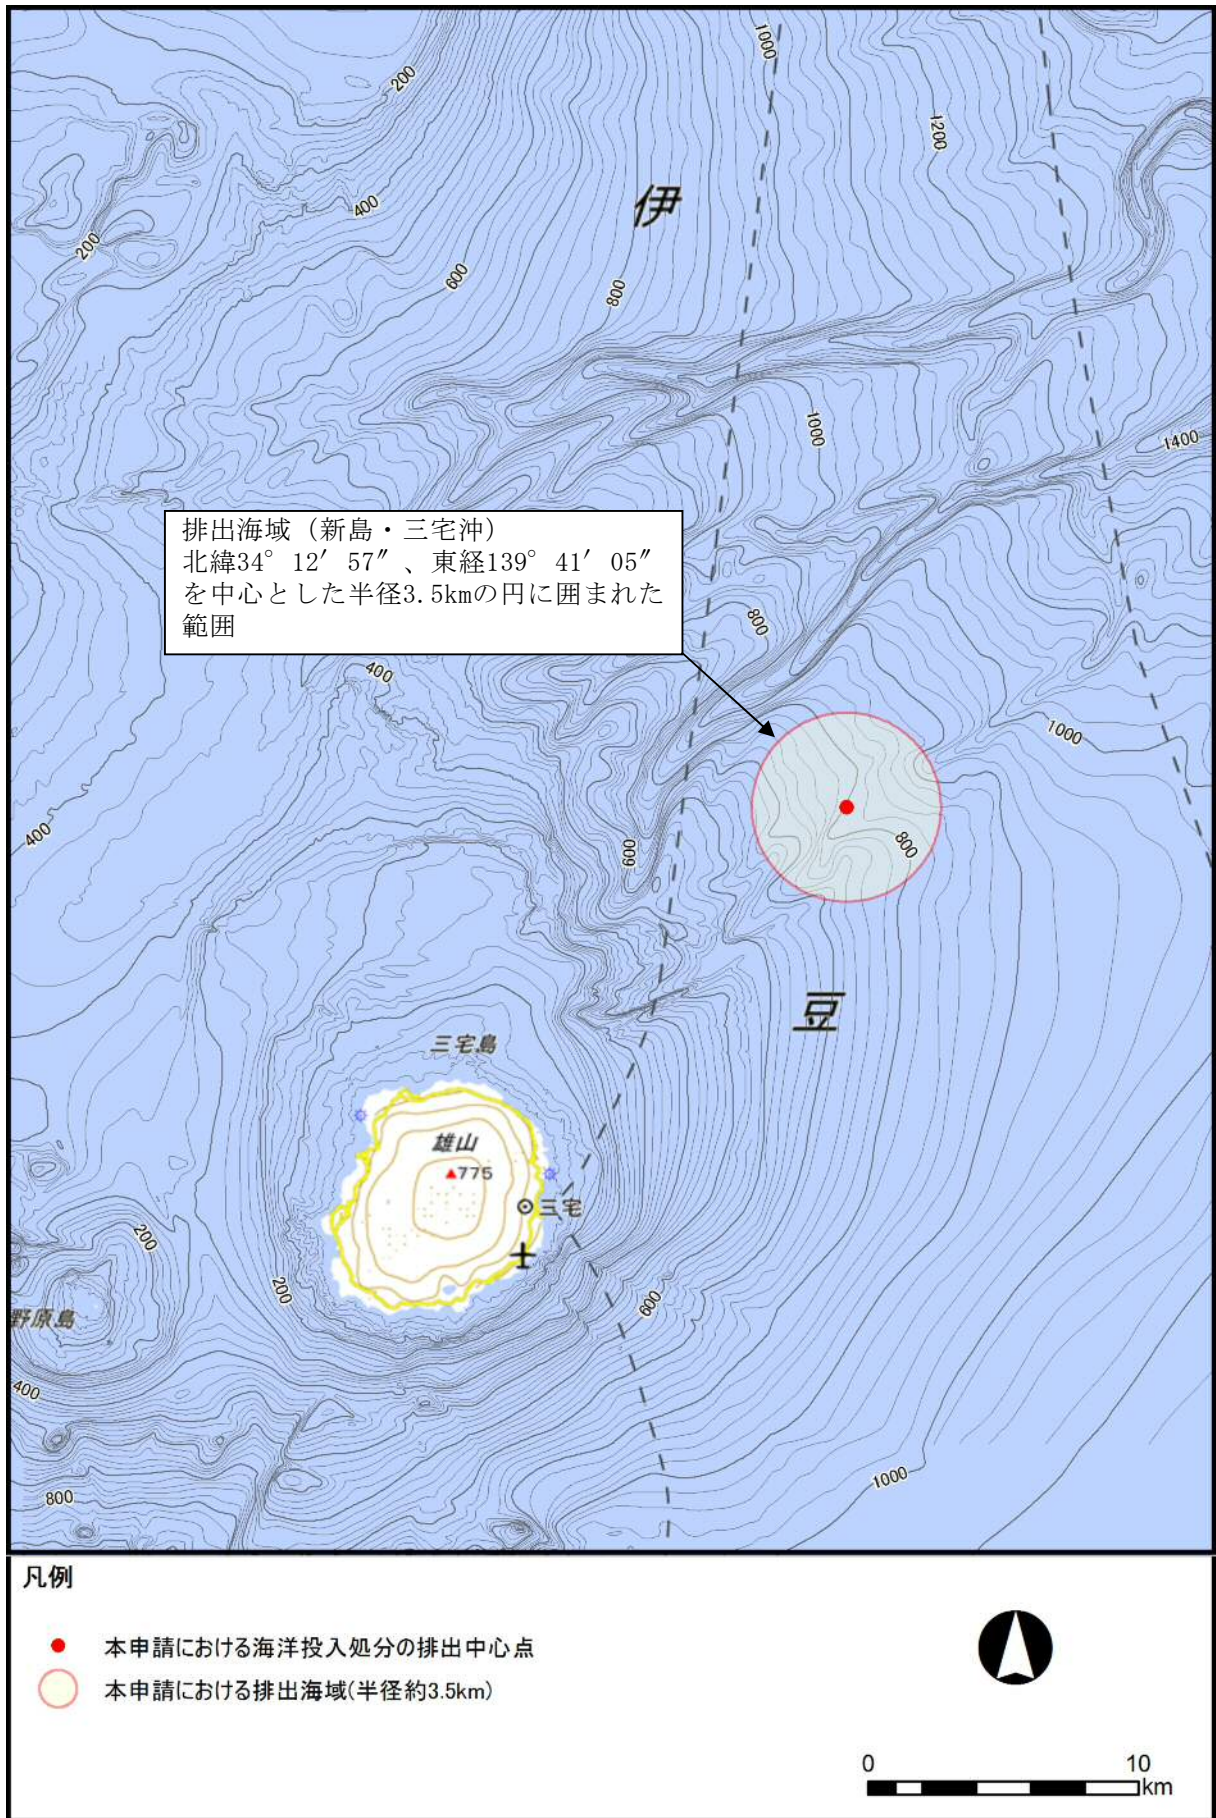 1000
200
1200
伊
400
200
600
800
1000
1400
排出海域（新島・三宅沖）
北緯34° 12′ 57″、東経139° 41′ 05″
を中心とした半径3.5kmの円に囲まれた
範囲
800
400
1000
400
600
800
豆
三宅島
雄山
775
三宅
200
200
600
野原島
400
1000
800
凡例
本申請における海洋投入処分の排出中心点
本申請における排出海域(半径約3.5km)
0 10
km